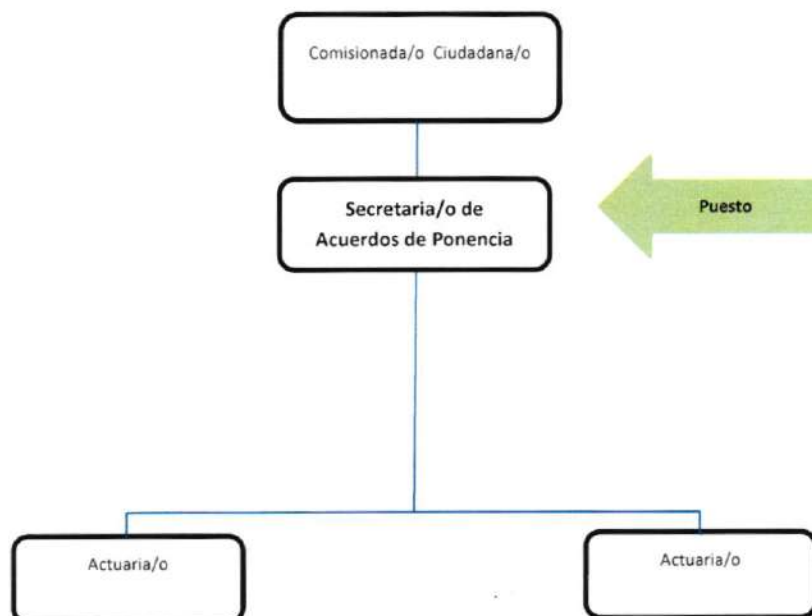 Comisionada/o Ciudadana/o
Secretaria/o de
Acuerdos de Ponencia
Puesto
Actuaria/o
Actuaria/o